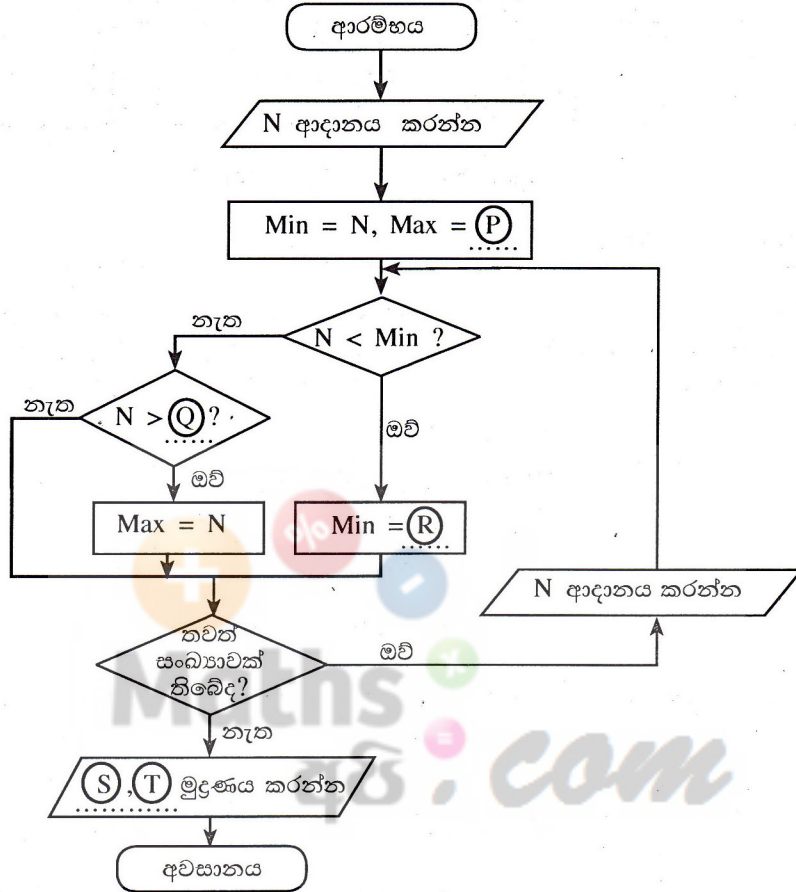 ආරම්භය
N ආදානය කරන්න
Min = N, Max = P
N < Min ?
නැත
ඔව්
N > Q ?
නැත
ඔව්
Max = N
Min = R
N ආදානය කරන්න
තවත්
සංඛ්‍යාවක්
තිබේද?
ඔව්
නැත
S , T මුද්‍රණය කරන්න
අවසානය
Maths
අපි .com